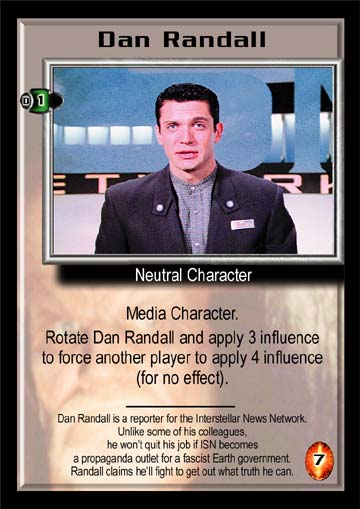 Dan Randall
0 1
ETWORK
Neutral Character
Media Character.
Rotate Dan Randall and apply 3 influence
to force another player to apply 4 influence
(for no effect).
Dan Randall is a reporter for the Interstellar News Network.
Unlike some of his colleagues,
he won't quit his job if ISN becomes
a propaganda outlet for a fascist Earth government.
Randall claims he'll fight to get out what truth he can.
7